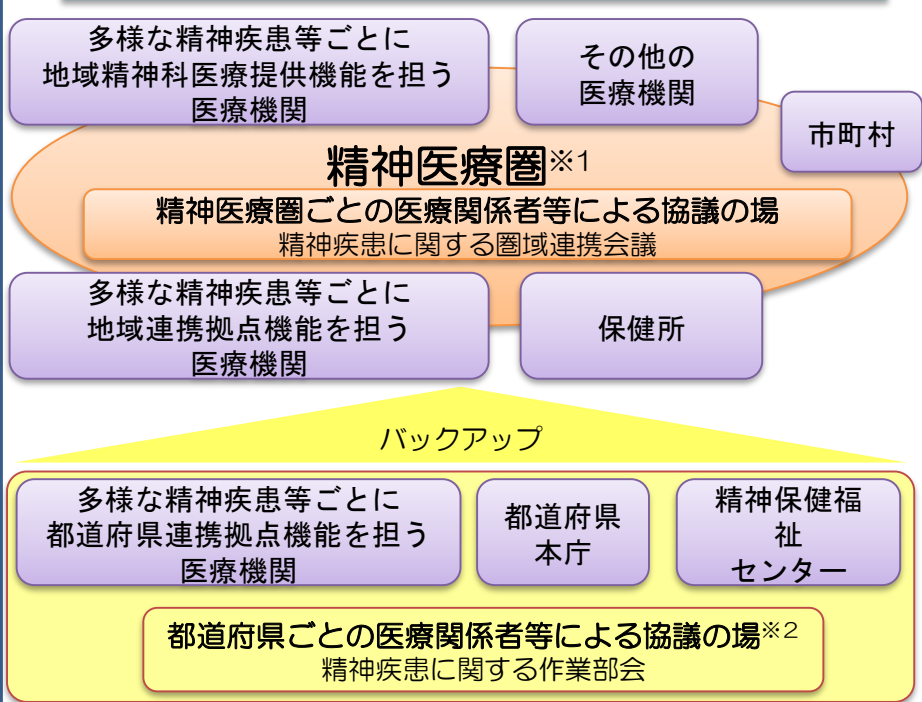 多様な精神疾患等ごとに
地域精神科医療提供機能を担う
医療機関
その他の
医療機関
市町村
精神医療圏※1
精神医療圏ごとの医療関係者等による協議の場
精神疾患に関する圏域連携会議
多様な精神疾患等ごとに
地域連携拠点機能を担う
医療機関
保健所
バックアップ
多様な精神疾患等ごとに
都道府県連携拠点機能を担う
医療機関
都道府県
本庁
精神保健福
祉
センター
都道府県ごとの医療関係者等による協議の場※2
精神疾患に関する作業部会